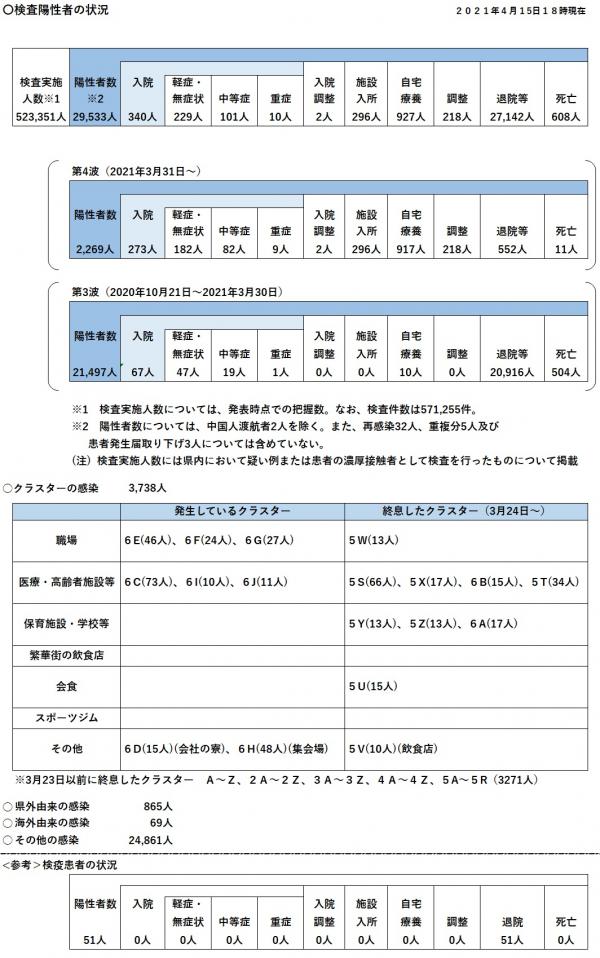 〇検査陽性者の状況　２０２１年４月１５日１８時現在
検査実施人数※1　陽性者数※2　入院　軽症・無症状　中等症　重症　入院調整　施設入所　自宅療養　調整　退院等　死亡
523,351人　29,533人　340人　229人　101人　10人　2人　296人　927人　218人　27,142人　608人
第4波（2021年3月31日～）
陽性者数　入院　軽症・無症状　中等症　重症　入院調整　施設入所　自宅療養　調整　退院等　死亡
2,269人　273人　182人　82人　9人　2人　296人　917人　218人　552人　11人
第3波（2020年10月21日～2021年3月30日）
陽性者数　入院　軽症・無症状　中等症　重症　入院調整　施設入所　自宅療養　調整　退院等　死亡
21,497人　67人　47人　19人　1人　0人　0人　10人　0人　20,916人　504人
※1　検査実施人数については、発表時点での把握数。なお、検査件数は571,255件。
※2　陽性者数については、中国人渡航者2人を除く。また、再感染32人、重複分5人及び
患者発生届取り下げ3人については含めていない。
(注）検査実施人数には県内において疑い例または患者の濃厚接触者として検査を行ったものについて掲載
○クラスターの感染　3,738人
発生しているクラスター　終息したクラスター（3月24日～）
職場　６E(46人)、６F(24人)、６G(27人)　５W(13人)
医療・高齢者施設等　６C(73人)、６I(10人)、６J(11人)　５S(66人)、５X(17人)、６B(15人)、５T(34人)
保育施設・学校等　５Y(13人)、５Z(13人)、６A(17人)
繁華街の飲食店
会食　５U(15人)
スポーツジム
その他　６D(15人)(会社の寮)、６H(48人)(集会場)　５V(10人)(飲食店)
※3月23日以前に終息したクラスター　A～Z、２A～２Z、３A～３Z、４A～４Z、５A～５R（3271人）
○県外由来の感染　865人
○海外由来の感染　69人
○その他の感染　24,861人
＜参考＞検疫患者の状況
陽性者数　入院　軽症・無症状　中等症　重症　入院調整　施設入所　自宅療養　調整　退院　死亡
51人　0人　0人　0人　0人　0人　0人　0人　0人　51人　0人